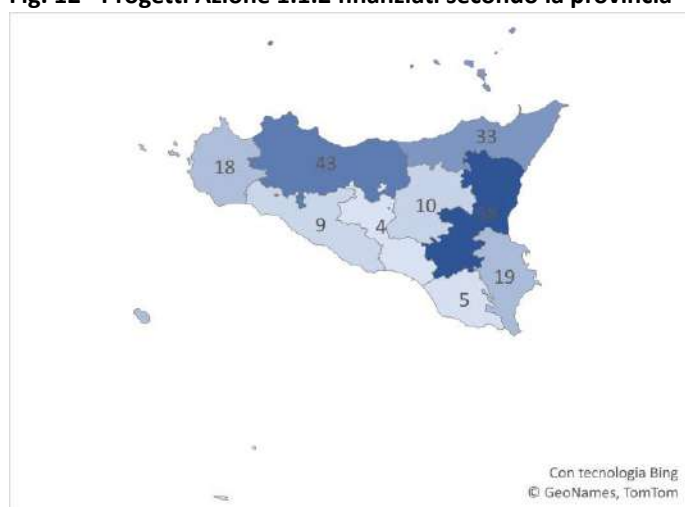 Fig. 12 - Progetti Azione 1.1.2 finanziati secondo la provincia
33
43
18
10
9
4
19
5
Con tecnologia Bing
© GeoNames, TomTom